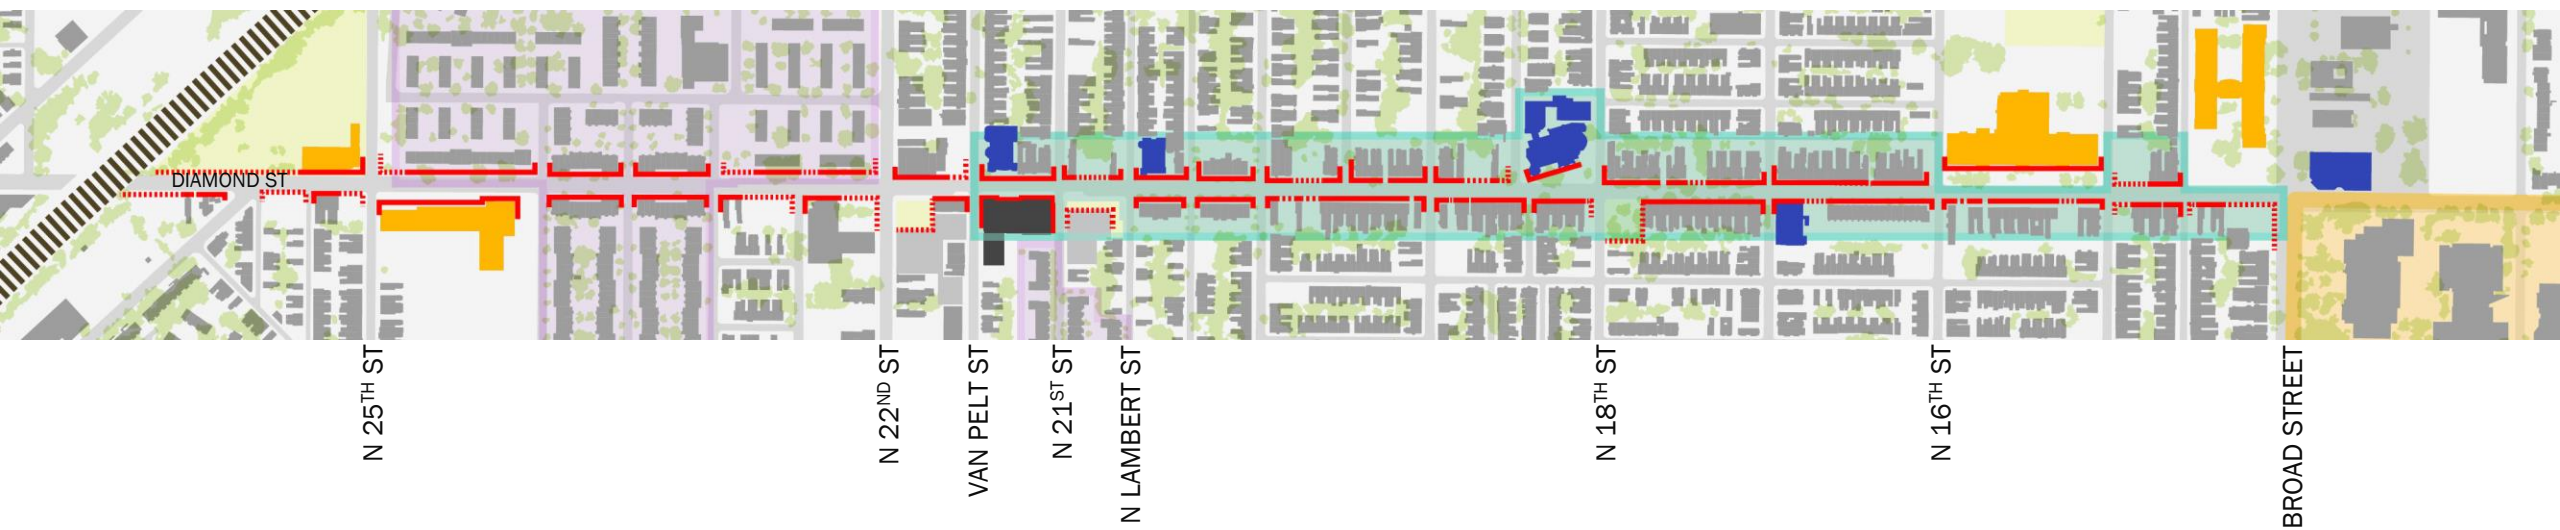 DIAMOND ST
N 25TH ST
N 22ND ST
VAN PELT ST
N 21ST ST
N LAMBERT ST
N 18TH ST
N 16TH ST
BROAD STREET